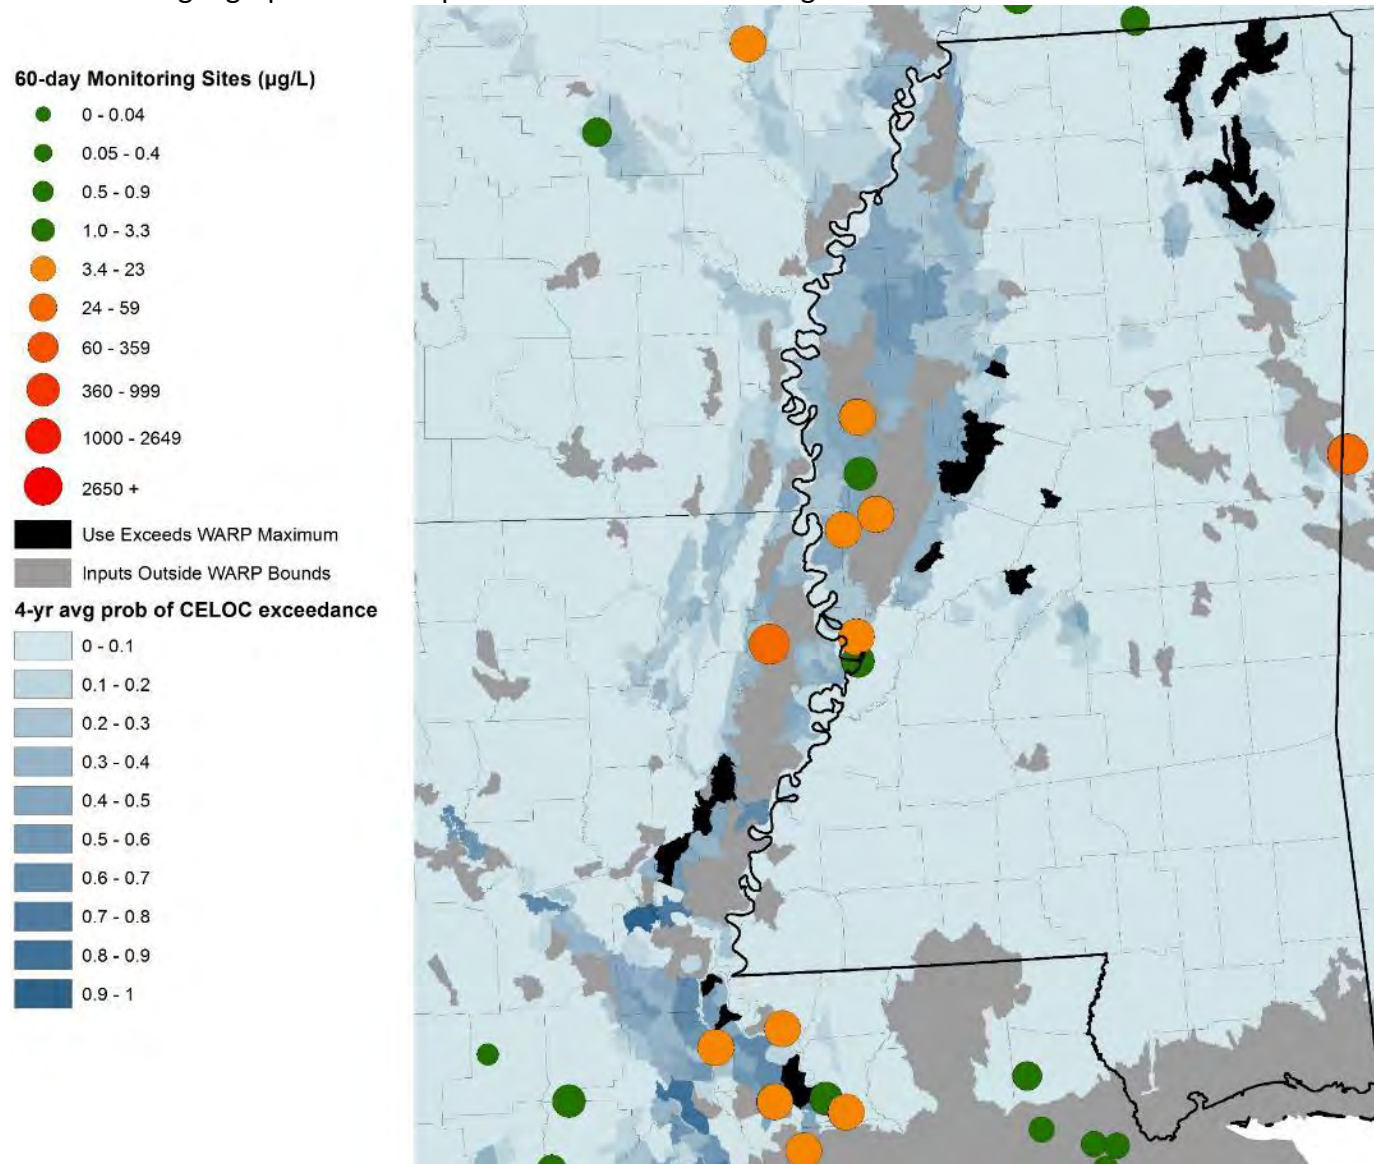 60-day Monitoring Sites (µg/L)
0 - 0.04
0.05 - 0.4
0.5 - 0.9
1.0 - 3.3
3.4 - 23
24 - 59
60 - 359
360 - 999
1000 - 2649
2650 +
Use Exceeds WARP Maximum
Inputs Outside WARP Bounds
4-yr avg prob of CELOC exceedance
0 - 0.1
0.1 - 0.2
0.2 - 0.3
0.3 - 0.4
0.4 - 0.5
0.5 - 0.6
0.6 - 0.7
0.7 - 0.8
0.8 - 0.9
0.9 - 1